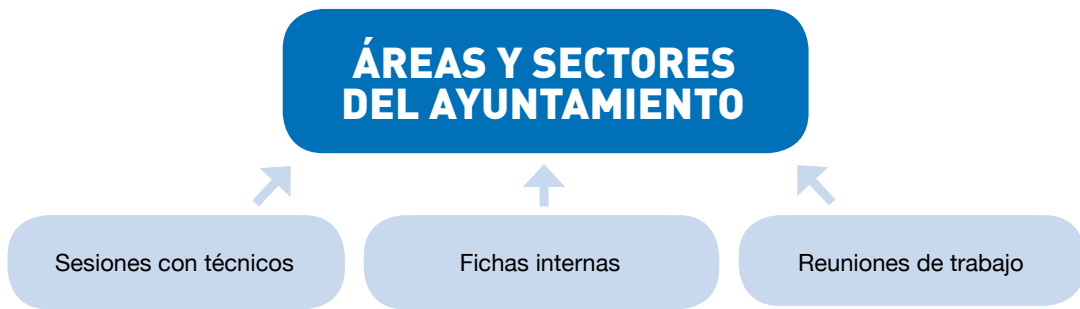 ÁREAS Y SECTORES
DEL AYUNTAMIENTO
Sesiones con técnicos
Fichas internas
Reuniones de trabajo